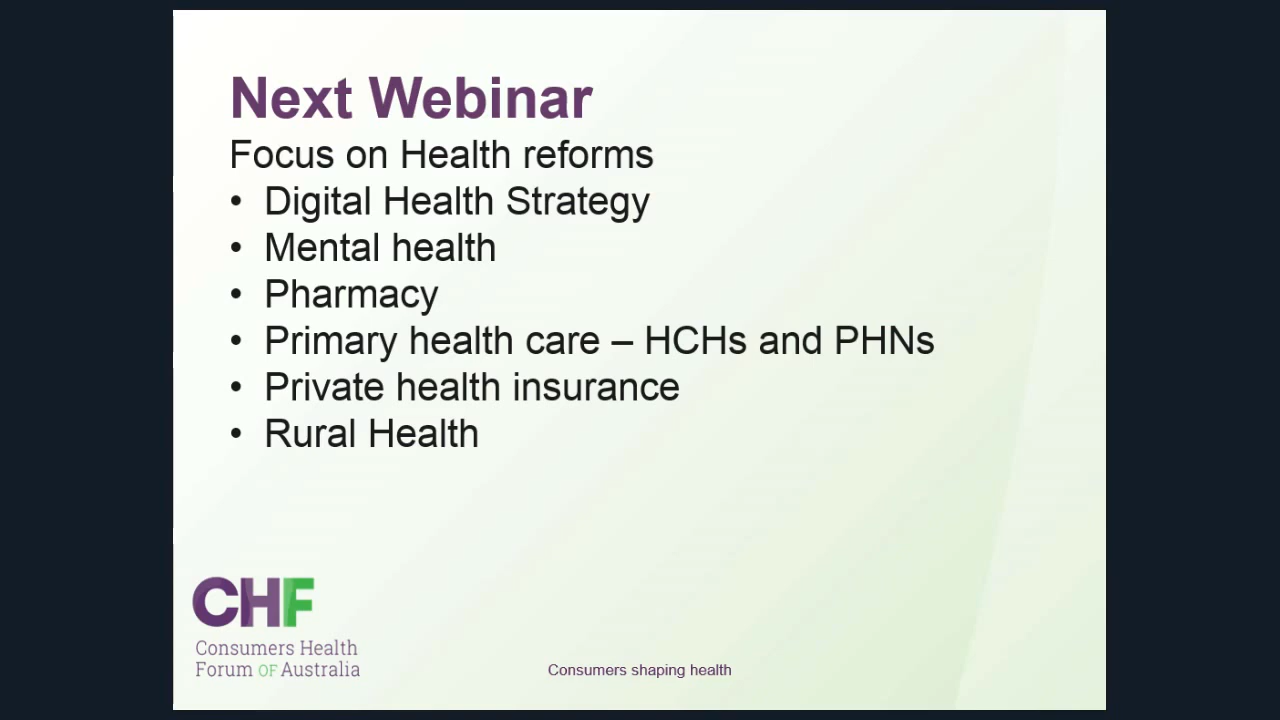 Next Webinar
Focus on Health reforms
• Digital Health Strategy
• Mental health
• Pharmacy
• Primary health care – HCHs and PHNs
• Private health insurance
• Rural Health
CHF
Consumers Health
Forum OF Australia
Consumers shaping health